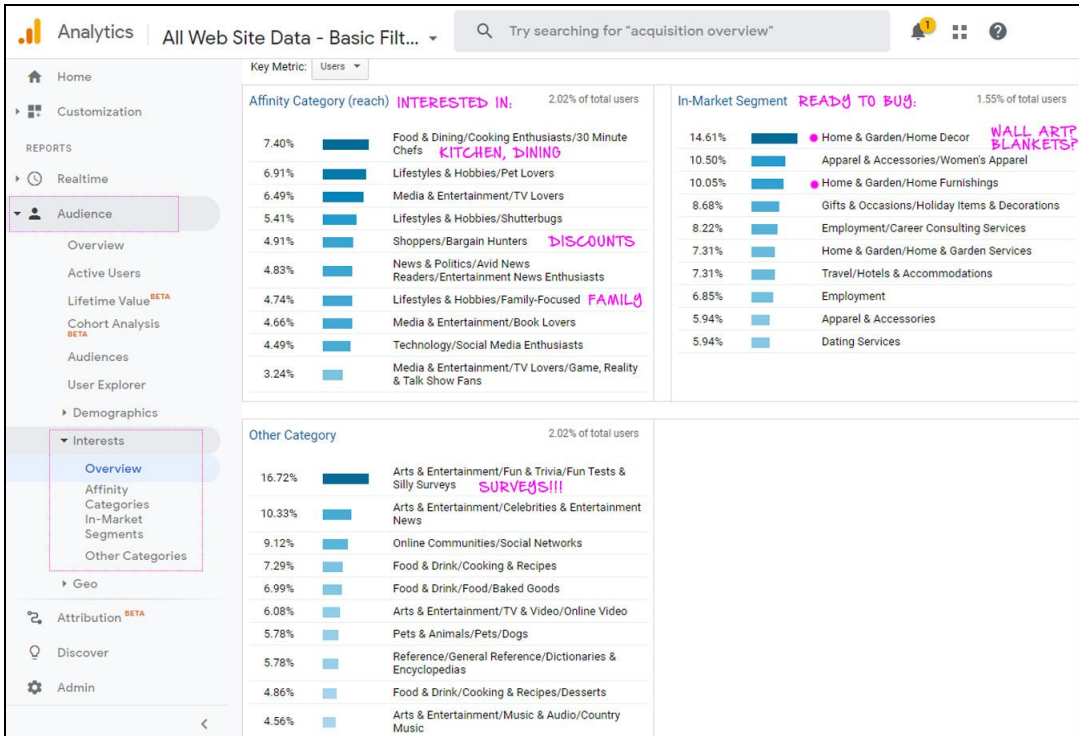 Analytics
All Web Site Data - Basic Filt...
Try searching for "acquisition overview"
1
Home
Customization
REPORTS
Realtime
Audience
Overview
Active Users
Lifetime Value BETA
Cohort Analysis
BETA
Audiences
User Explorer
Demographics
Interests
Overview
Affinity
Categories
In-Market
Segments
Other Categories
Geo
Attribution BETA
Discover
Admin
Key Metric: Users
Affinity Category (reach) INTERESTED IN: 2.02% of total users
7.40% Food & Dining/Cooking Enthusiasts/30 Minute
Chefs KITCHEN, DINING
6.91% Lifestyles & Hobbies/Pet Lovers
6.49% Media & Entertainment/TV Lovers
5.41% Lifestyles & Hobbies/Shutterbugs
4.91% Shoppers/Bargain Hunters DISCOUNTS
4.83% News & Politics/Avid News
Readers/Entertainment News Enthusiasts
4.74% Lifestyles & Hobbies/Family-Focused FAMILY
4.66% Media & Entertainment/Book Lovers
4.49% Technology/Social Media Enthusiasts
3.24% Media & Entertainment/TV Lovers/Game, Reality
& Talk Show Fans
In-Market Segment READY TO BUY: 1.55% of total users
14.61% Home & Garden/Home Decor WALL ART?
BLANKETS?
10.50% Apparel & Accessories/Women's Apparel
10.05% Home & Garden/Home Furnishings
8.68% Gifts & Occasions/Holiday Items & Decorations
8.22% Employment/Career Consulting Services
7.31% Home & Garden/Home & Garden Services
7.31% Travel/Hotels & Accommodations
6.85% Employment
5.94% Apparel & Accessories
5.94% Dating Services
Other Category 2.02% of total users
16.72% Arts & Entertainment/Fun & Trivia/Fun Tests &
Silly Surveys SURVEYS!!!
10.33% Arts & Entertainment/Celebrities & Entertainment
News
9.12% Online Communities/Social Networks
7.29% Food & Drink/Cooking & Recipes
6.99% Food & Drink/Food/Baked Goods
6.08% Arts & Entertainment/TV & Video/Online Video
5.78% Pets & Animals/Pets/Dogs
5.78% Reference/General Reference/Dictionaries &
Encyclopedias
4.86% Food & Drink/Cooking & Recipes/Desserts
4.56% Arts & Entertainment/Music & Audio/Country
Music